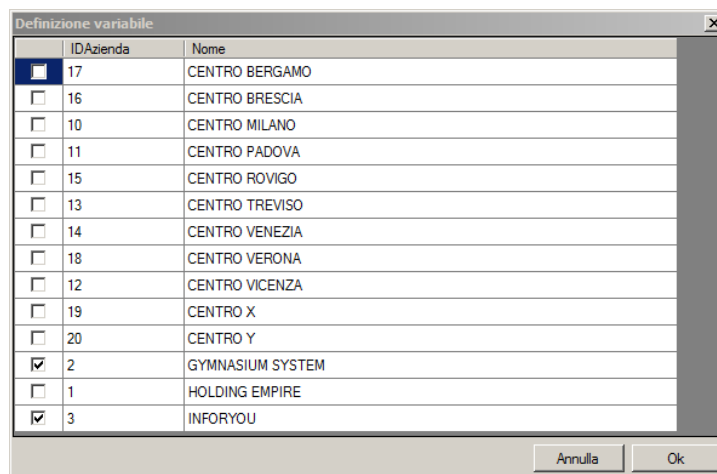 Definizione variabile
IDAzienda Nome
17 CENTRO BERGAMO
16 CENTRO BRESCIA
10 CENTRO MILANO
11 CENTRO PADOVA
15 CENTRO ROVIGO
13 CENTRO TREVISO
14 CENTRO VENEZIA
18 CENTRO VERONA
12 CENTRO VICENZA
19 CENTRO X
20 CENTRO Y
2 GYMNASIUM SYSTEM
1 HOLDING EMPIRE
3 INFORYOU
Annulla Ok